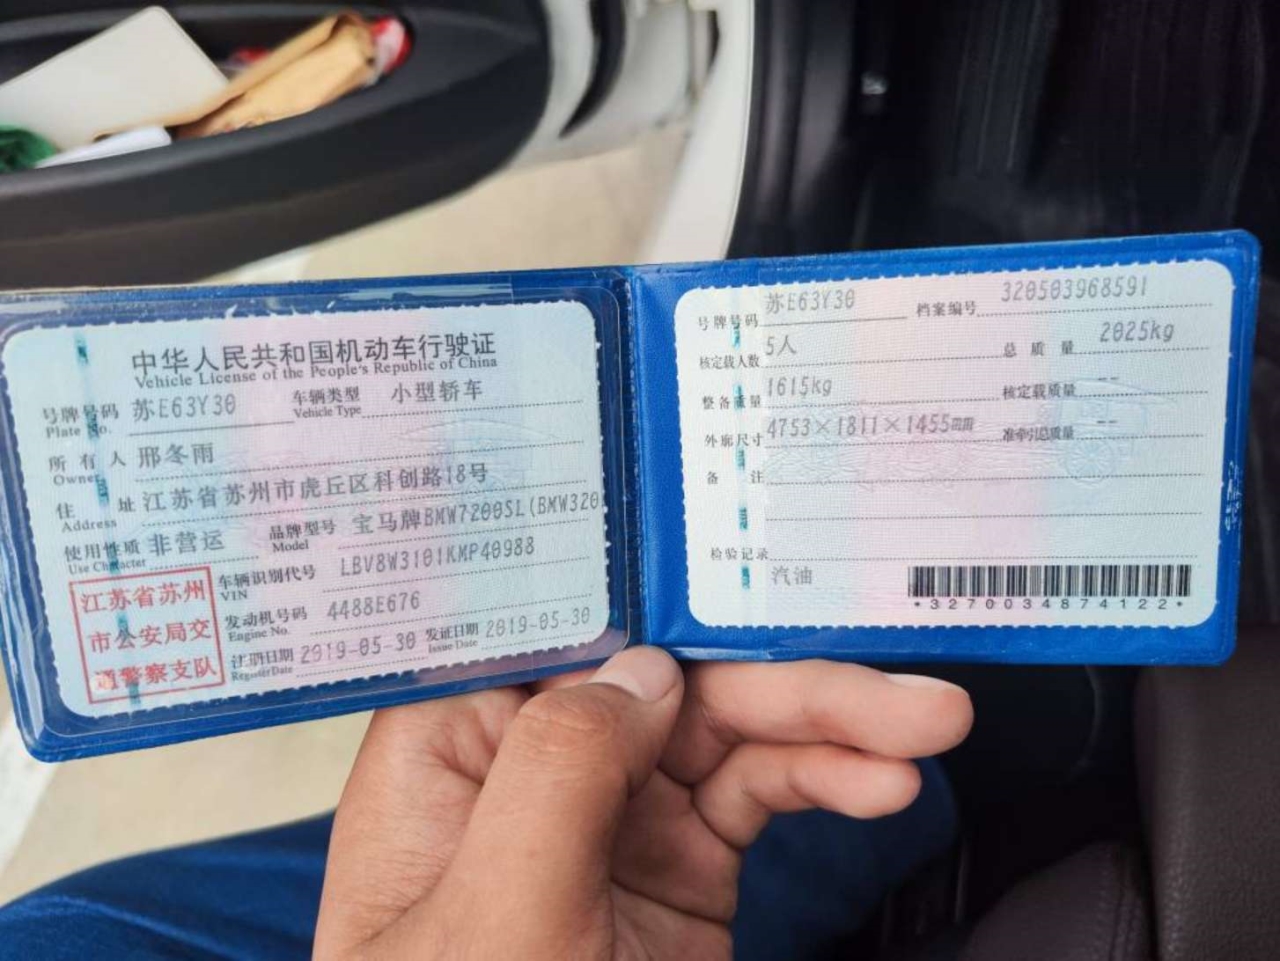 中华人民共和国机动车行驶证
Vehicle License of the People's Republic of China
号牌号码 苏E63Y30 车辆类型 小型轿车
Plate No. Vehicle Type
所有人 邢冬雨
Owner
住址 江苏省苏州市虎丘区科创路18号
Address
使用性质 非营运 品牌型号 宝马牌BMW7200SL(BMW320
Use Character Model
江苏省苏州
市公安局交
通警察支队
车辆识别代号 LBV8W3101KMP40988
VIN
发动机号码 4488E676
Engine No.
注册日期 2019-05-30 发证日期 2019-05-30
Register Date Issue Date
号牌号码 苏E63Y30 档案编号 320503968591
核定载人数 5人 总质量 2025kg
整备质量 1615kg 核定载质量 --
外廓尺寸 4753×1811×1455mm 准牵引总质量 --
备注
检验记录
汽油
*3270034874122*